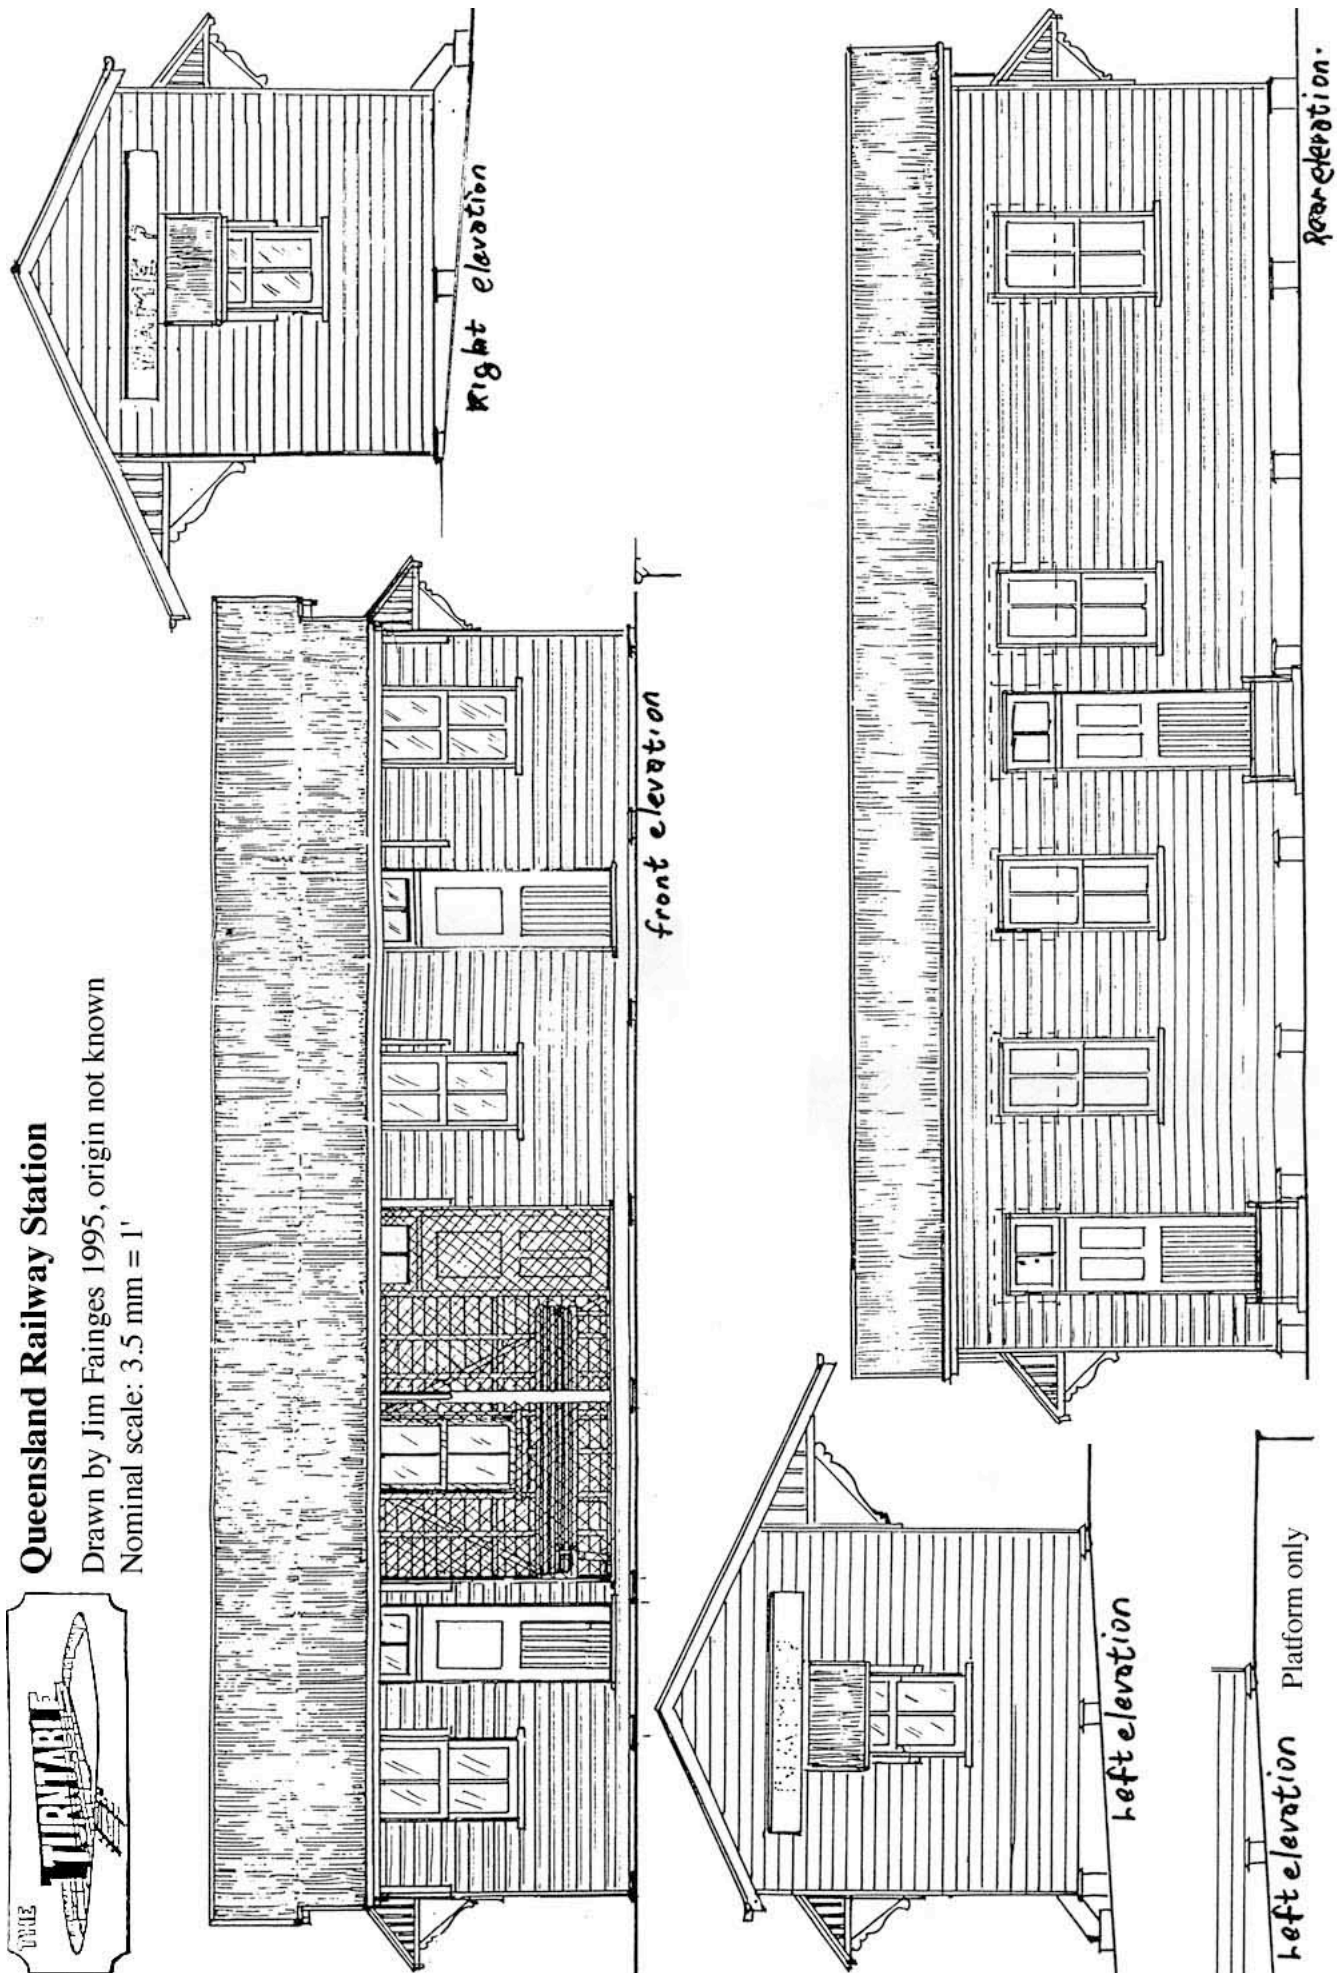 THE
TURNTABLE
Queensland Railway Station
Drawn by Jim Fainges 1995, origin not known
Nominal scale: 3.5 mm = 1'
NAME?
Right elevation
front elevation
Rear elevation.
Left elevation
Left elevation
Platform only